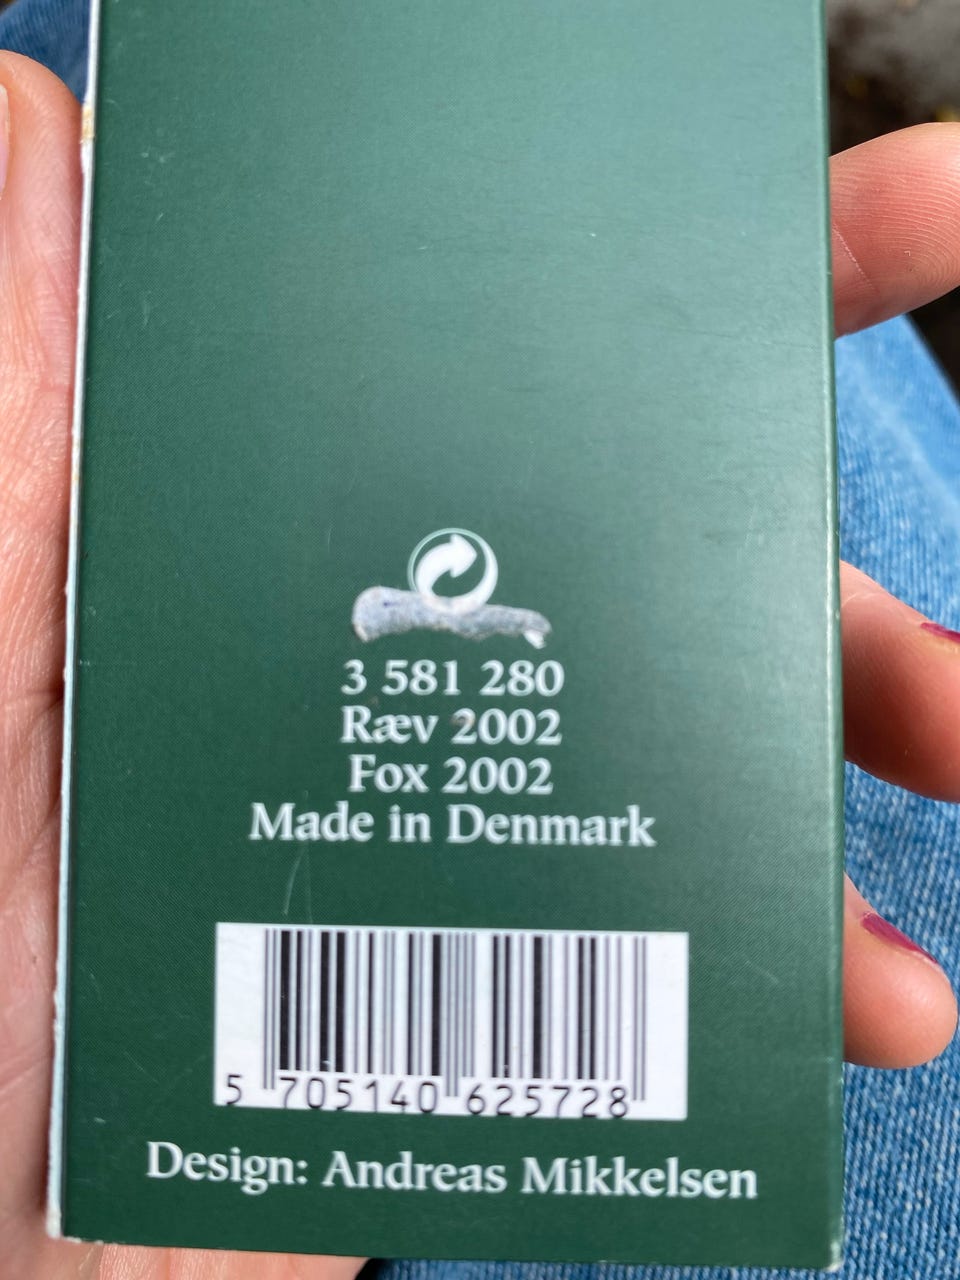 3 581 280
Ræv 2002
Fox 2002
Made in Denmark
5 705140 625728
Design: Andreas Mikkelsen